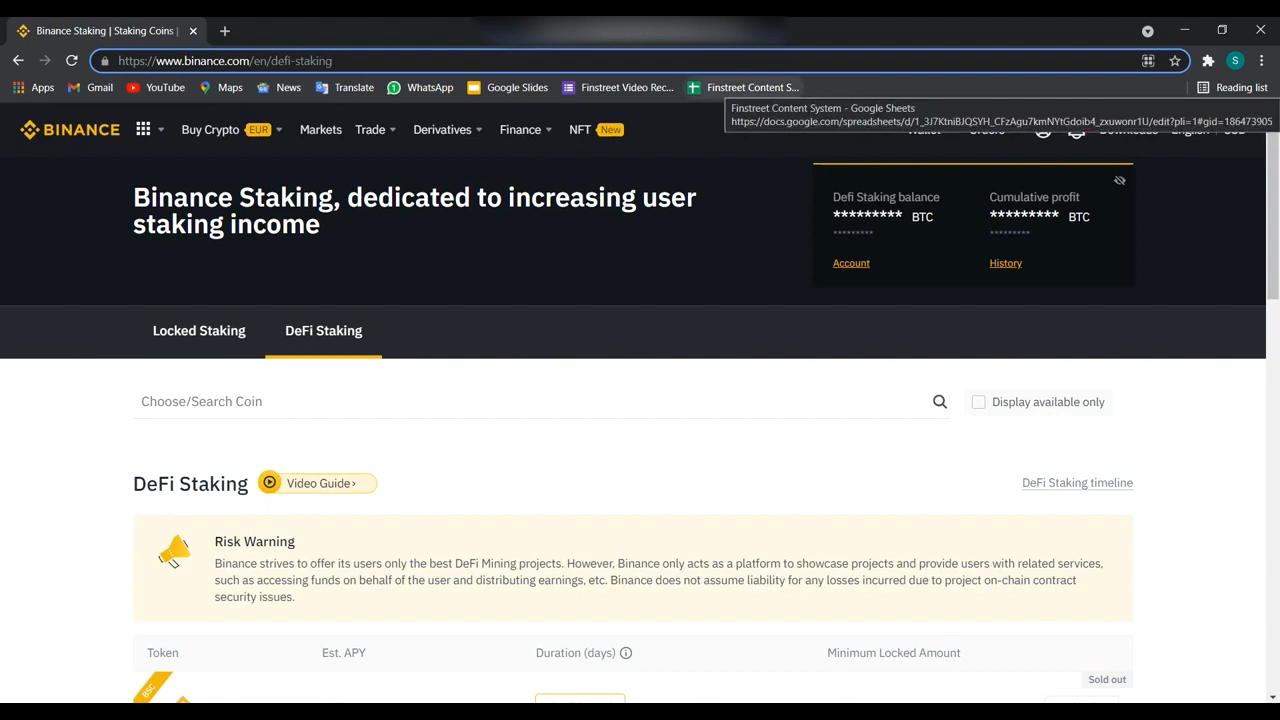 Binance Staking | Staking Coins |
https://www.binance.com/en/defi-staking
S
Apps Gmail YouTube Maps News Translate WhatsApp Google Slides Finstreet Video Rec... Finstreet Content S... Reading list
Finstreet Content System - Google Sheets
https://docs.google.com/spreadsheets/d/1_3J7KtniBJQSYH_CFzAgu7kmNYtGdoib4_zxuwonr1U/edit?pli=1#gid=186473905
BINANCE Buy Crypto EUR Markets Trade Derivatives Finance NFT New Wallet Orders Downloads English USD
Binance Staking, dedicated to increasing user
staking income
Defi Staking balance Cumulative profit
********* BTC ********* BTC
********* *********
Account History
Locked Staking DeFi Staking
Choose/Search Coin Display available only
DeFi Staking Video Guide› DeFi Staking timeline
Risk Warning
Binance strives to offer its users only the best DeFi Mining projects. However, Binance only acts as a platform to showcase projects and provide users with related services,
such as accessing funds on behalf of the user and distributing earnings, etc. Binance does not assume liability for any losses incurred due to project on-chain contract
security issues.
Token Est. APY Duration (days) Minimum Locked Amount
Sold out
BSC